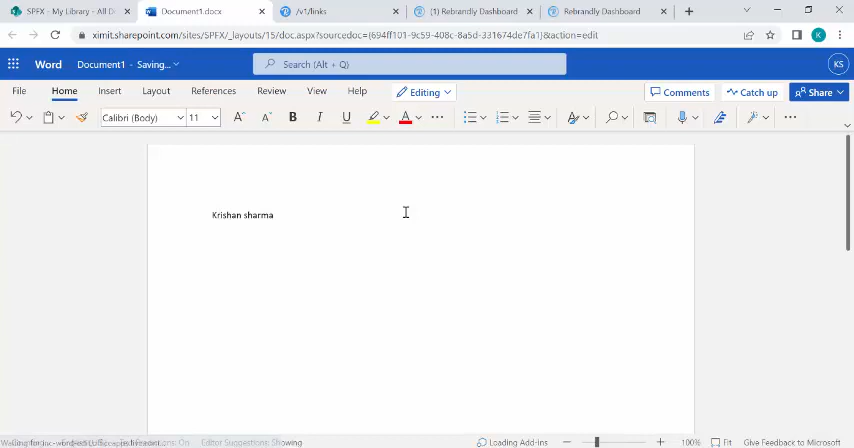 SPFX - My Library - All D
Document1.docx
/v1/links
(1) Rebrandly Dashboard
Rebrandly Dashboard
ximit.sharepoint.com/sites/SPFX/_layouts/15/doc.aspx?sourcedoc={694ff101-9c59-408c-8a5d-331674de7fa1}&action=edit
K
Word Document1 - Saving... Search (Alt + Q) KS
File Home Insert Layout References Review View Help Editing Comments Catch up Share
Calibri (Body) 11 A A B I U A
Krishan sharma
Editor Suggestions: Showing Loading Add-ins 100% Fit Give Feedback to Microsoft